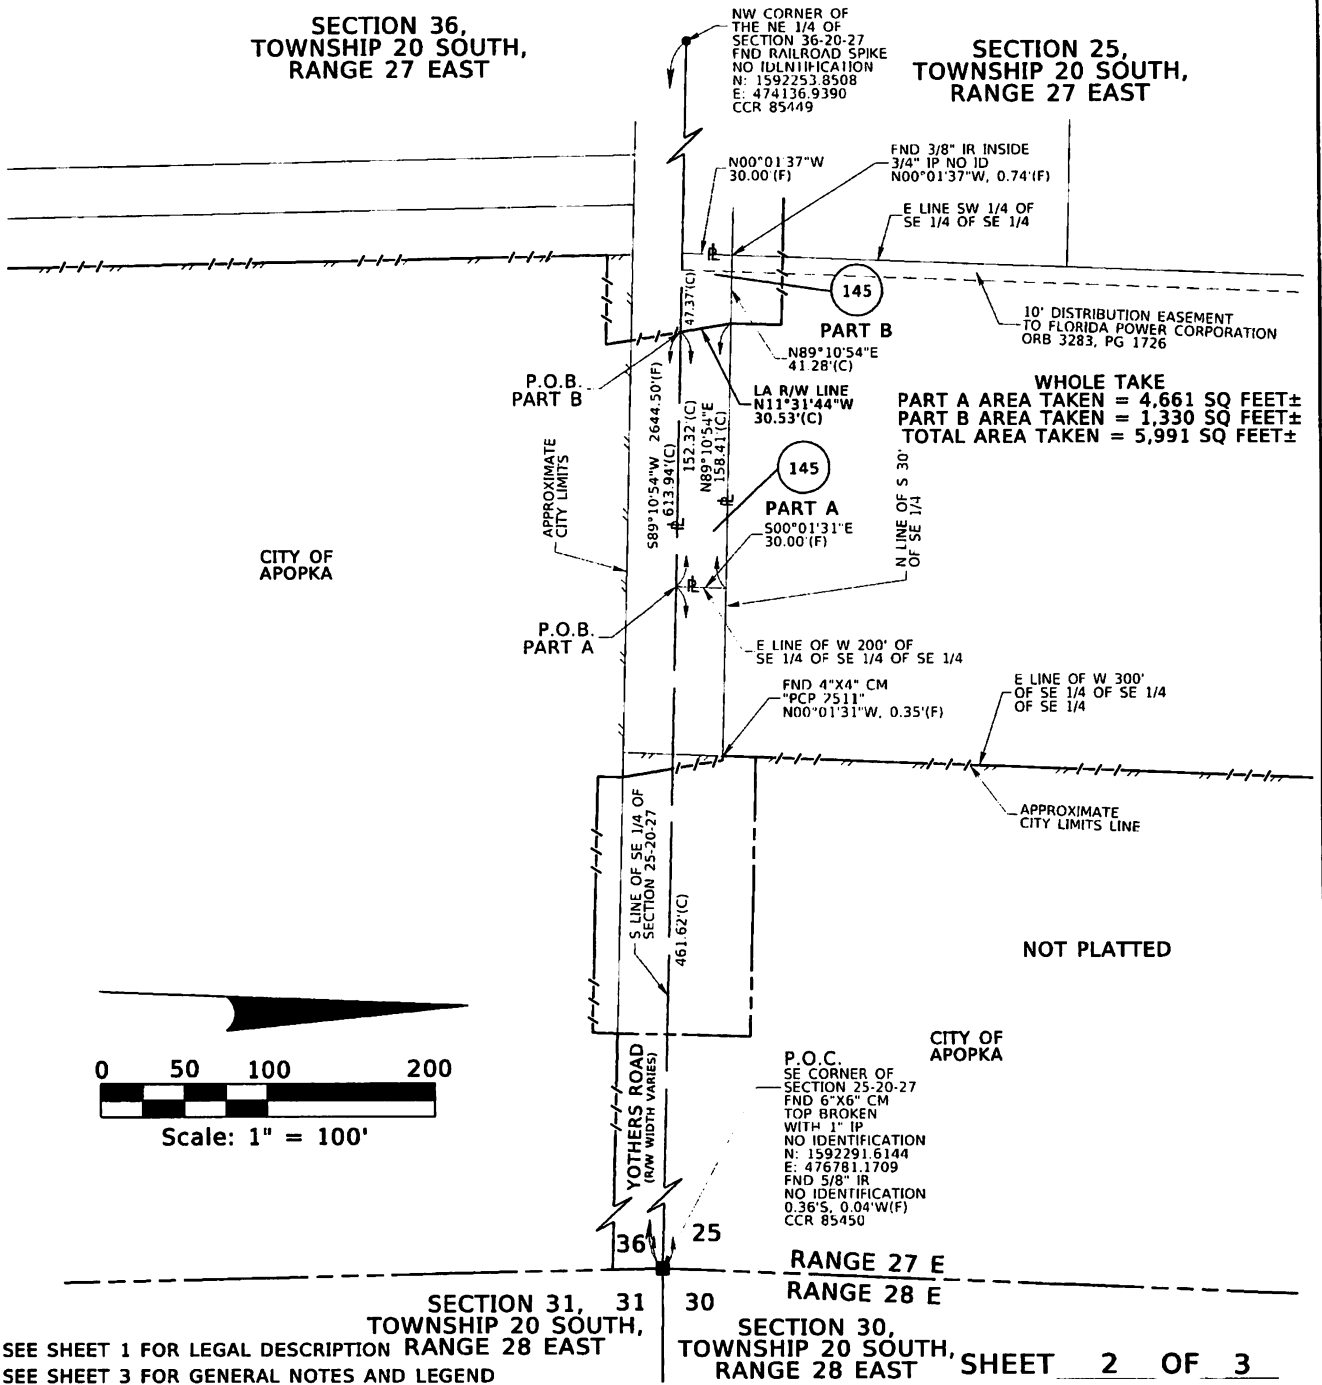 SECTION 36,
TOWNSHIP 20 SOUTH,
RANGE 27 EAST
NW CORNER OF
THE NE 1/4 OF
SECTION 36-20-27
FND RAILROAD SPIKE
NO IDENTIFICATION
N: 1592253.8508
E: 474136.9390
CCR 85449
SECTION 25,
TOWNSHIP 20 SOUTH,
RANGE 27 EAST
N00°01'37"W
30.00'(F)
FND 3/8" IR INSIDE
3/4" IP NO ID
N00°01'37"W, 0.74'(F)
E LINE SW 1/4 OF
SE 1/4 OF SE 1/4
145
PART B
47.37'(C)
10' DISTRIBUTION EASEMENT
TO FLORIDA POWER CORPORATION
ORB 3283, PG 1726
N89°10'54"E
41.28'(C)
P.O.B.
PART B
LA R/W LINE
N11°31'44"W
30.53'(C)
WHOLE TAKE
PART A AREA TAKEN = 4,661 SQ FEET±
PART B AREA TAKEN = 1,330 SQ FEET±
TOTAL AREA TAKEN = 5,991 SQ FEET±
APPROXIMATE
CITY LIMITS
S89°10'54"W 2644.50'(F)
613.94'(C)
152.32'(C)
N89°10'54"E
158.41'(C)
145
PART A
S00°01'31"E
30.00'(F)
N LINE OF S 30'
OF SE 1/4
CITY OF
APOPKA
P.O.B.
PART A
E LINE OF W 200' OF
SE 1/4 OF SE 1/4 OF SE 1/4
FND 4"X4" CM
"PCP 2511"
N00°01'31"W, 0.35'(F)
E LINE OF W 300'
OF SE 1/4 OF SE 1/4
OF SE 1/4
APPROXIMATE
CITY LIMITS LINE
S LINE OF SE 1/4 OF
SECTION 25-20-27
461.62'(C)
NOT PLATTED
CITY OF
APOPKA
0 50 100 200
Scale: 1" = 100'
YOTHERS ROAD
(R/W WIDTH VARIES)
P.O.C.
SE CORNER OF
SECTION 25-20-27
FND 6"X6" CM
TOP BROKEN
WITH 1" IP
NO IDENTIFICATION
N: 1592291.6144
E: 476781.1709
FND 5/8" IR
NO IDENTIFICATION
0.36'S, 0.04'W(F)
CCR 85450
36 25
RANGE 27 E
RANGE 28 E
31 30
SECTION 31,
TOWNSHIP 20 SOUTH,
RANGE 28 EAST
SECTION 30,
TOWNSHIP 20 SOUTH,
RANGE 28 EAST
SEE SHEET 1 FOR LEGAL DESCRIPTION
SEE SHEET 3 FOR GENERAL NOTES AND LEGEND
SHEET 2 OF 3